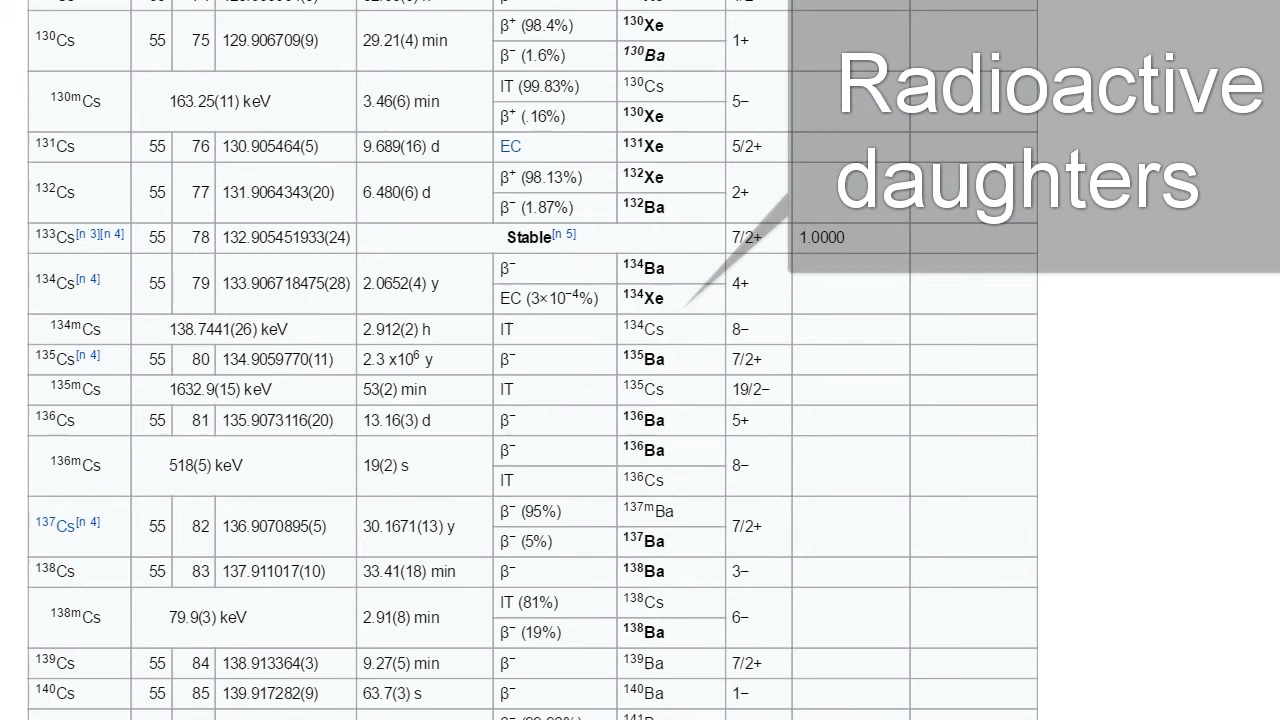 Radioactive
daughters
130Cs 55 75 129.906709(9) 29.21(4) min β+ (98.4%) 130Xe 1+
β− (1.6%) 130Ba
130mCs 163.25(11) keV 3.46(6) min IT (99.83%) 130Cs 5−
β+ (.16%) 130Xe
131Cs 55 76 130.905464(5) 9.689(16) d EC 131Xe 5/2+
132Cs 55 77 131.9064343(20) 6.480(6) d β+ (98.13%) 132Xe 2+
β− (1.87%) 132Ba
133Cs[n 3][n 4] 55 78 132.905451933(24) Stable[n 5] 7/2+ 1.0000
134Cs[n 4] 55 79 133.906718475(28) 2.0652(4) y β− 134Ba 4+
EC (3×10−4%) 134Xe
134mCs 138.7441(26) keV 2.912(2) h IT 134Cs 8−
135Cs[n 4] 55 80 134.9059770(11) 2.3 x106 y β− 135Ba 7/2+
135mCs 1632.9(15) keV 53(2) min IT 135Cs 19/2−
136Cs 55 81 135.9073116(20) 13.16(3) d β− 136Ba 5+
136mCs 518(5) keV 19(2) s β− 136Ba 8−
IT 136Cs
137Cs[n 4] 55 82 136.9070895(5) 30.1671(13) y β− (95%) 137mBa 7/2+
β− (5%) 137Ba
138Cs 55 83 137.911017(10) 33.41(18) min β− 138Ba 3−
138mCs 79.9(3) keV 2.91(8) min IT (81%) 138Cs 6−
β− (19%) 138Ba
139Cs 55 84 138.913364(3) 9.27(5) min β− 139Ba 7/2+
140Cs 55 85 139.917282(9) 63.7(3) s β− 140Ba 1−